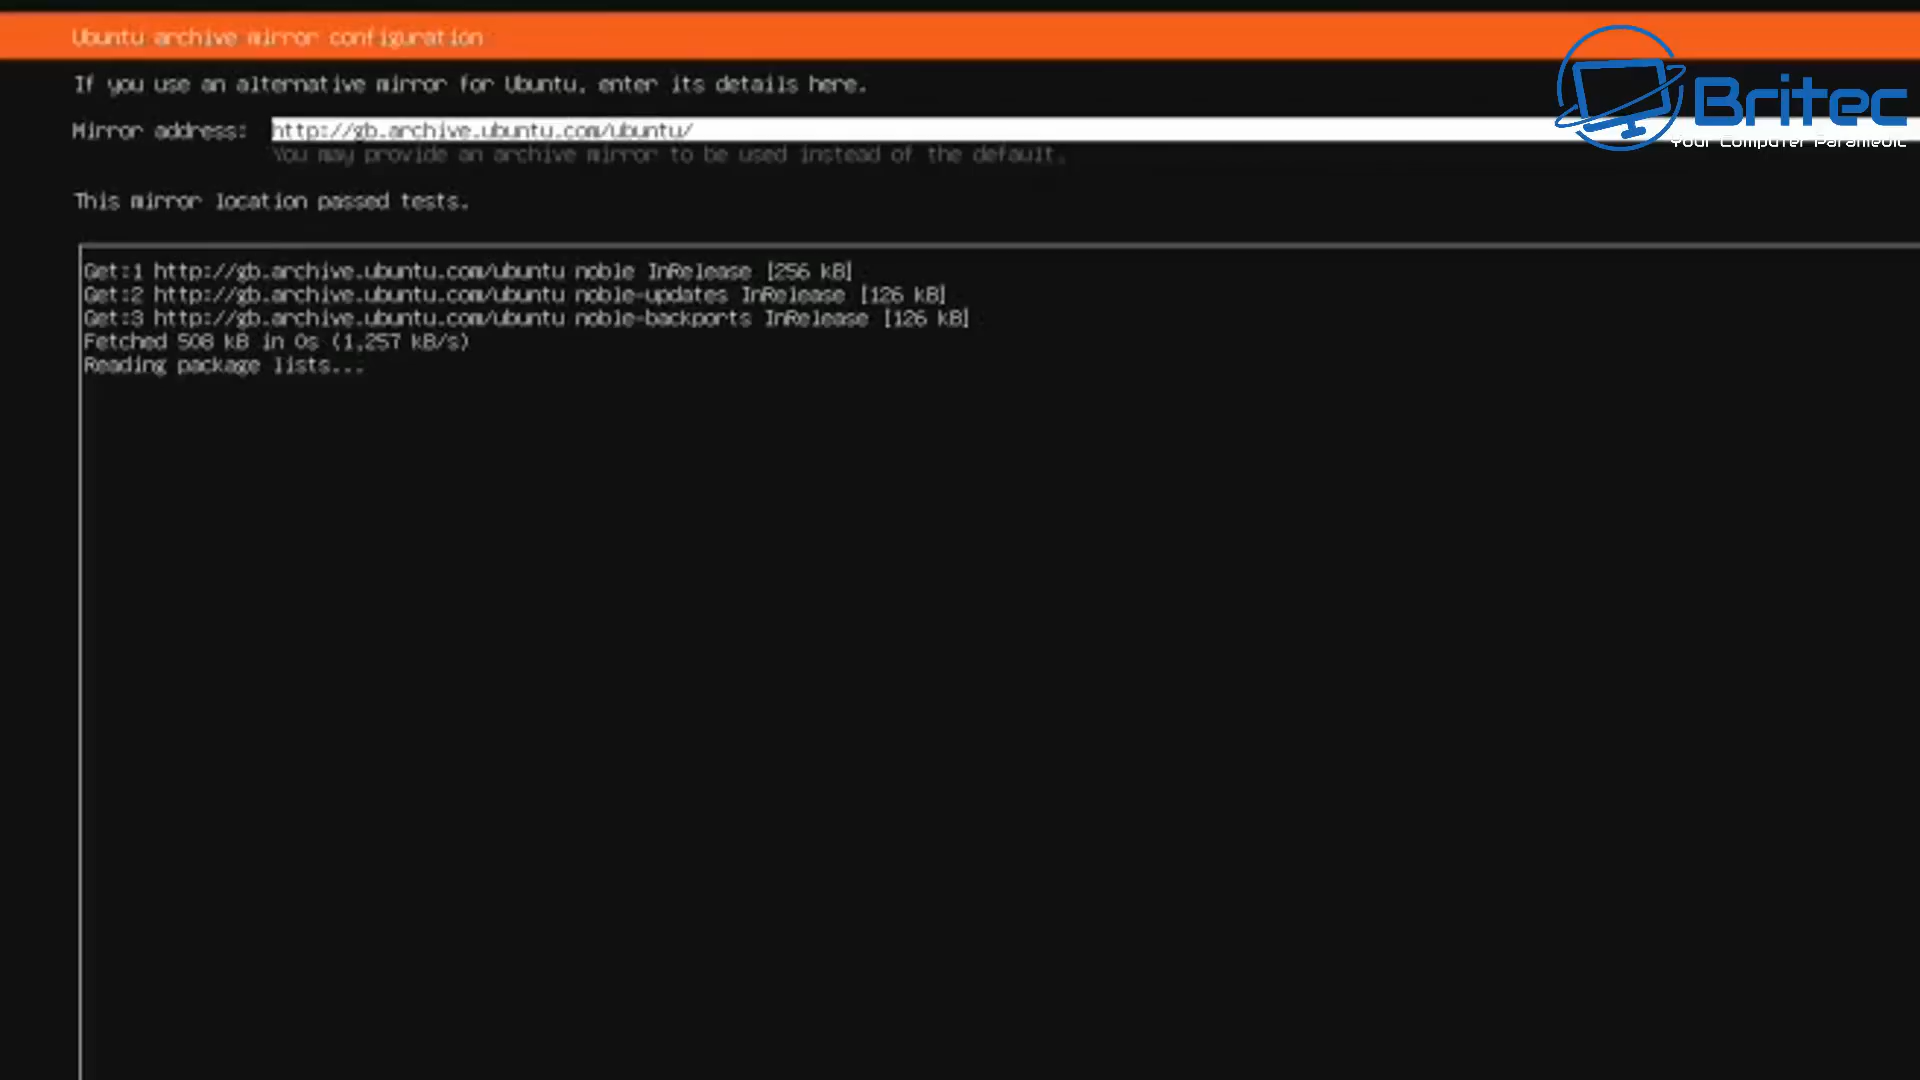 Ubuntu archive mirror configuration
If you use an alternative mirror for Ubuntu, enter its details here.
Mirror address: http://gb.archive.ubuntu.com/ubuntu/
You may provide an archive mirror to be used instead of the default.
This mirror location passed tests.
Get:1 http://gb.archive.ubuntu.com/ubuntu noble InRelease [256 kB]
Get:2 http://gb.archive.ubuntu.com/ubuntu noble-updates InRelease [126 kB]
Get:3 http://gb.archive.ubuntu.com/ubuntu noble-backports InRelease [126 kB]
Fetched 508 kB in 0s (1,257 kB/s)
Reading package lists...
Britec
Your Computer Paramedic